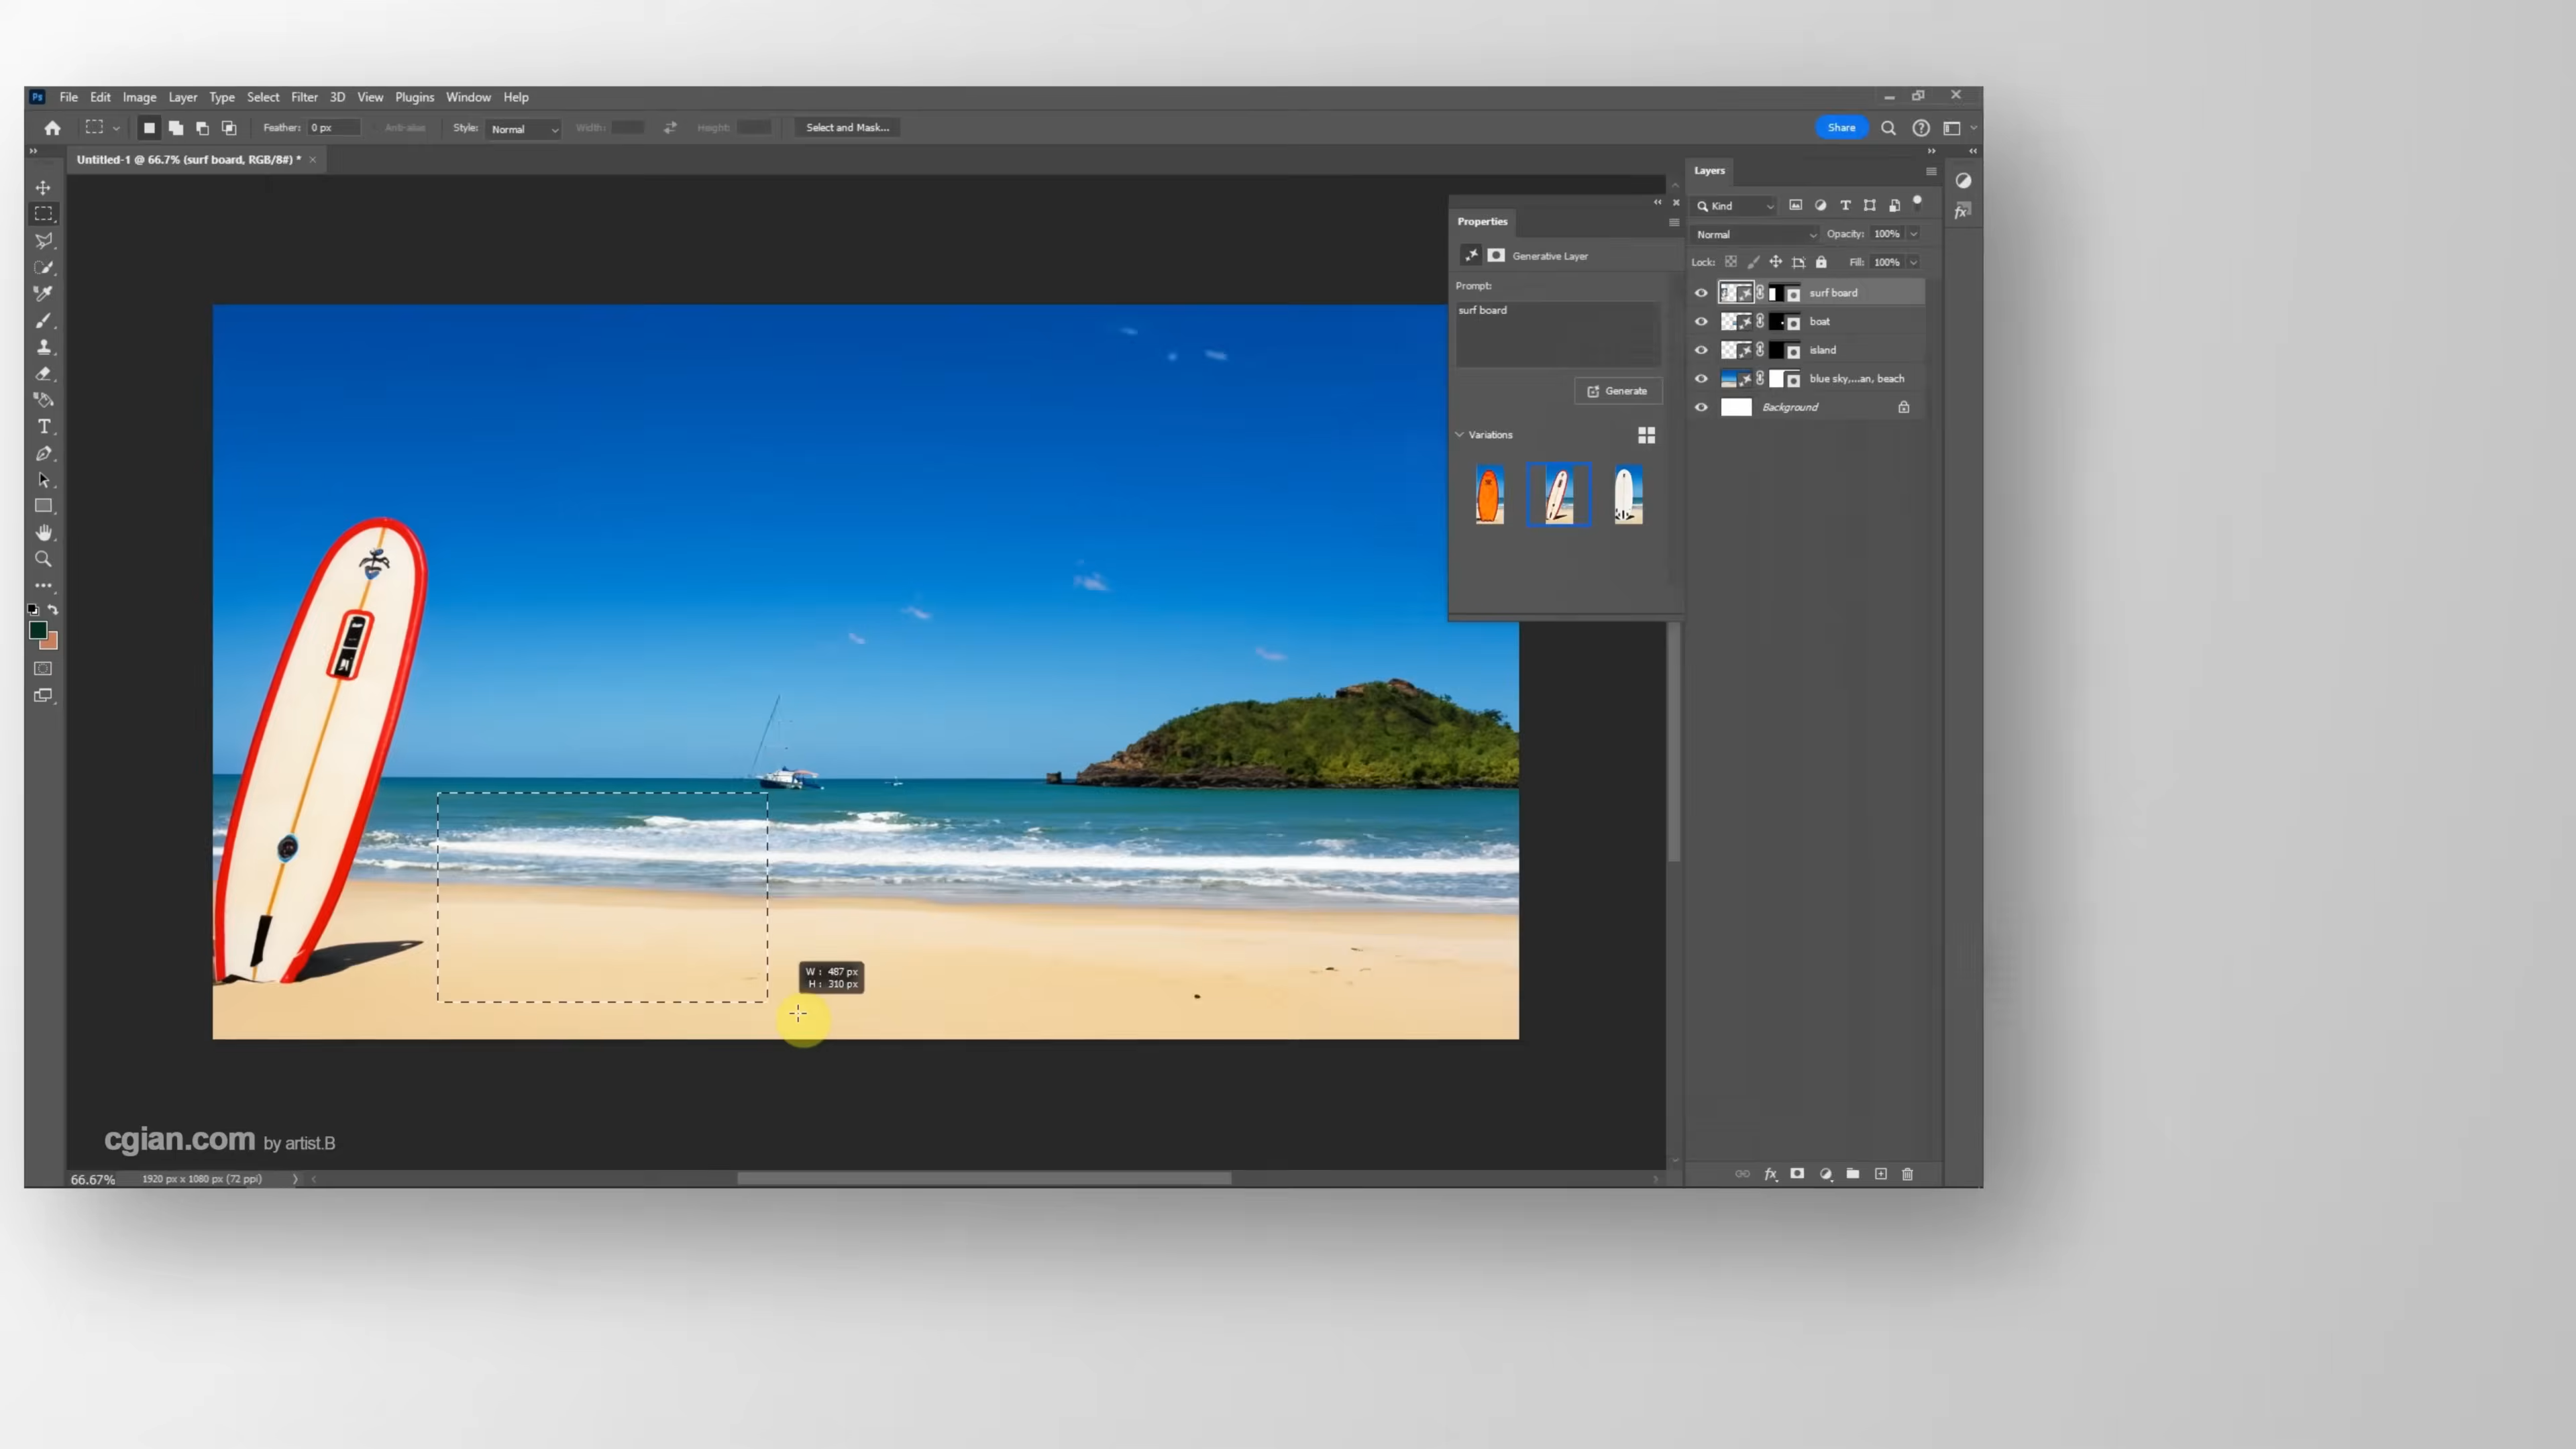 Ps File Edit Image Layer Type Select Filter 3D View Plugins Window Help
Feather: 0 px Anti-alias Style: Normal Width: Height: Select and Mask... Share
Untitled-1 @ 66.7% (surf board, RGB/8#) *
Layers
Kind
Normal Opacity: 100%
Lock: Fill: 100%
surf board
boat
island
blue sky,...an, beach
Background
Properties
Generative Layer
Prompt:
surf board
Generate
Variations
W : 487 px
H : 310 px
cgian.com by artist.B
66.67% 1920 px x 1080 px (72 ppi)